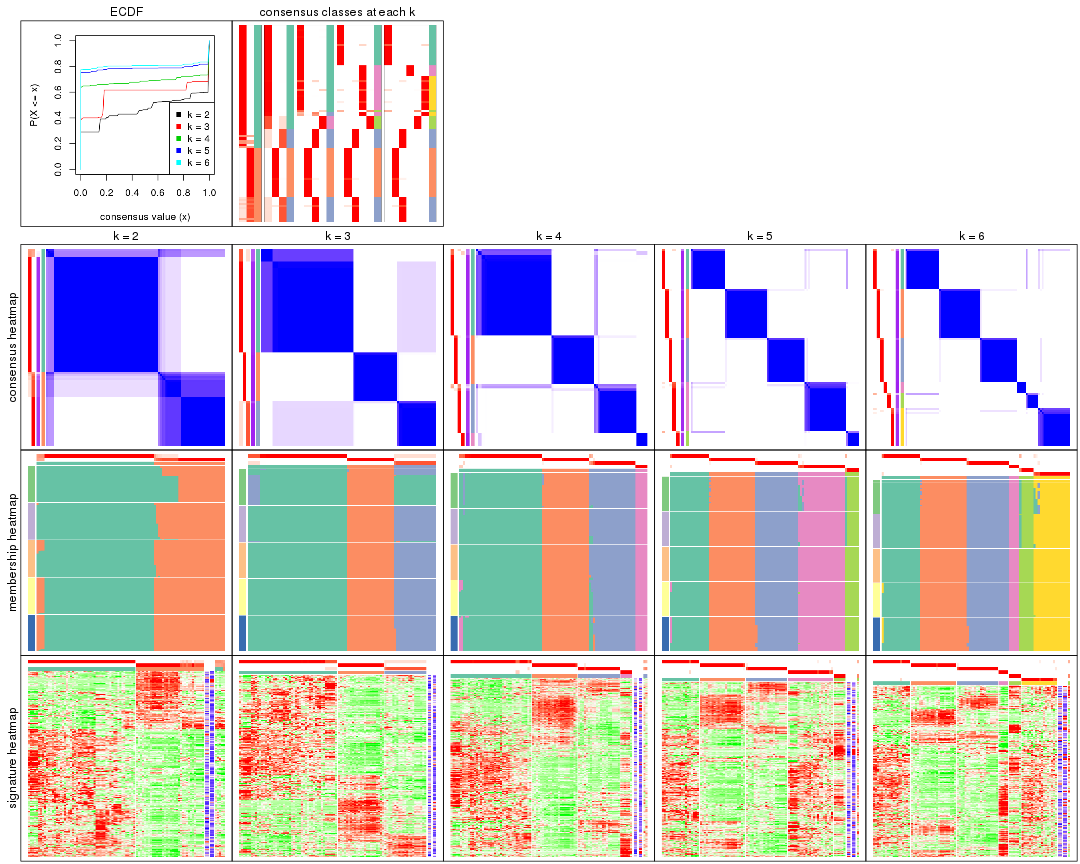 ECDF
consensus classes at each k
P(X <= x)
0.0 0.2 0.4 0.6 0.8 1.0
k = 2
k = 3
k = 4
k = 5
k = 6
0.0 0.2 0.4 0.6 0.8 1.0
consensus value (x)
k = 2
k = 3
k = 4
k = 5
k = 6
consensus heatmap
membership heatmap
signature heatmap